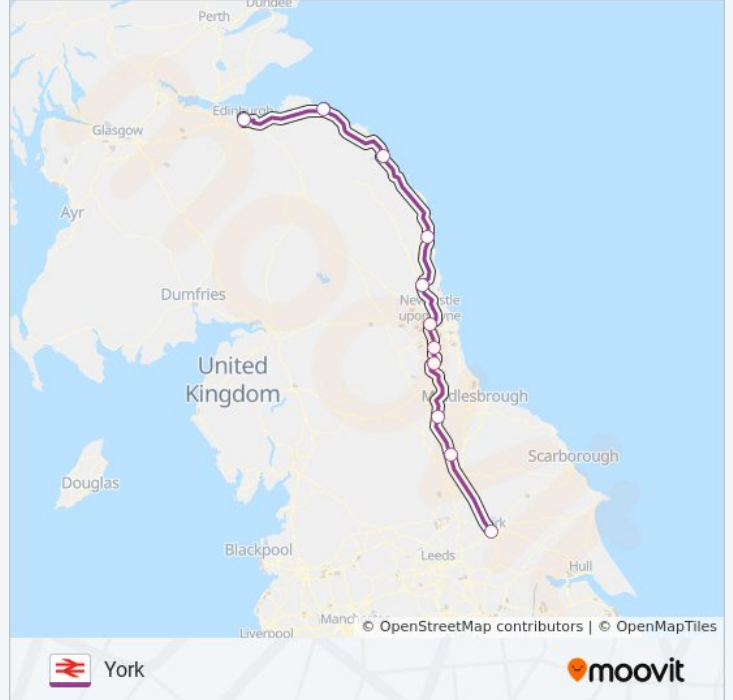 Dundee
Perth
Edinburgh
Glasgow
Ayr
Dumfries
Newcastle
upon Tyne
United
Kingdom
Middlesbrough
Scarborough
Douglas
York
Blackpool
Leeds
Hull
Manchester
Liverpool
© OpenStreetMap contributors | © OpenMapTiles
York
moovit